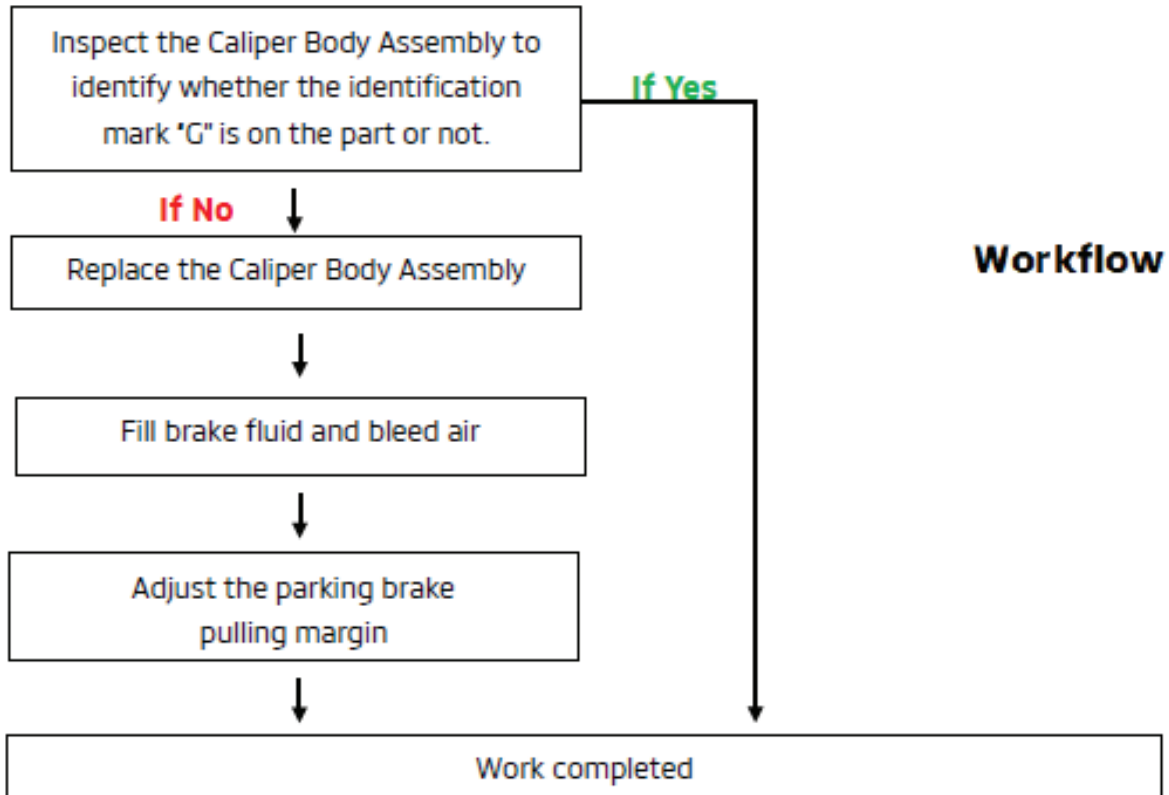 Inspect the Caliper Body Assembly to
identify whether the identification
mark "G" is on the part or not.
If Yes
If No
Replace the Caliper Body Assembly
Workflow
Fill brake fluid and bleed air
Adjust the parking brake
pulling margin
Work completed